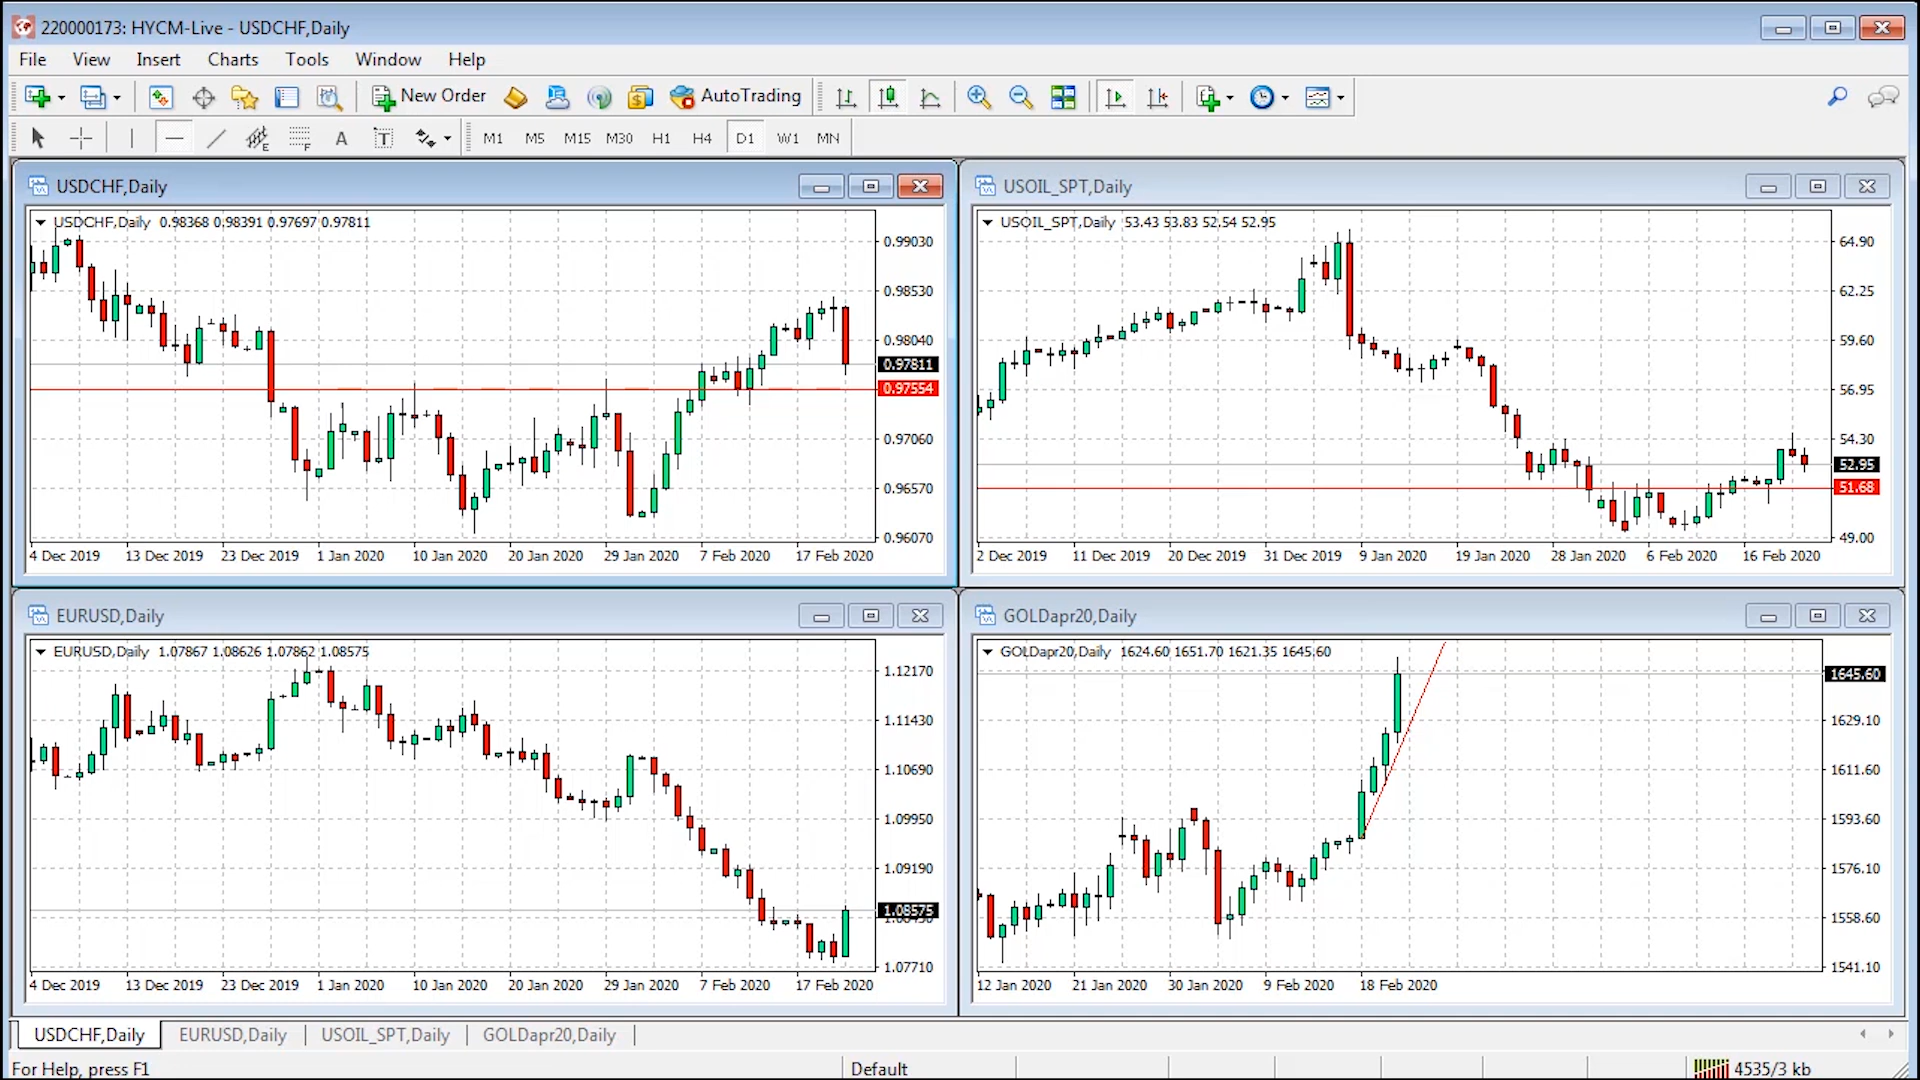 220000173: HYCM-Live - USDCHF,Daily
File View Insert Charts Tools Window Help
New Order AutoTrading
E F A T M1 M5 M15 M30 H1 H4 D1 W1 MN
USDCHF,Daily
USDCHF,Daily 0.98368 0.98391 0.97697 0.97811
0.99030
0.98530
0.98040
0.97811
0.97554
0.97060
0.96570
0.96070
4 Dec 2019 13 Dec 2019 23 Dec 2019 1 Jan 2020 10 Jan 2020 20 Jan 2020 29 Jan 2020 7 Feb 2020 17 Feb 2020
USOIL_SPT,Daily
USOIL_SPT,Daily 53.43 53.83 52.54 52.95
64.90
62.25
59.60
56.95
54.30
52.95
51.68
49.00
2 Dec 2019 11 Dec 2019 20 Dec 2019 31 Dec 2019 9 Jan 2020 19 Jan 2020 28 Jan 2020 6 Feb 2020 16 Feb 2020
EURUSD,Daily
EURUSD,Daily 1.07867 1.08626 1.07862 1.08575
1.12170
1.11430
1.10690
1.09950
1.09190
1.08575
1.07710
4 Dec 2019 13 Dec 2019 23 Dec 2019 1 Jan 2020 10 Jan 2020 20 Jan 2020 29 Jan 2020 7 Feb 2020 17 Feb 2020
GOLDapr20,Daily
GOLDapr20,Daily 1624.60 1651.70 1621.35 1645.60
1645.60
1629.10
1611.60
1593.60
1576.10
1558.60
1541.10
12 Jan 2020 21 Jan 2020 30 Jan 2020 9 Feb 2020 18 Feb 2020
USDCHF,Daily EURUSD,Daily USOIL_SPT,Daily GOLDapr20,Daily
For Help, press F1 Default 4535/3 kb